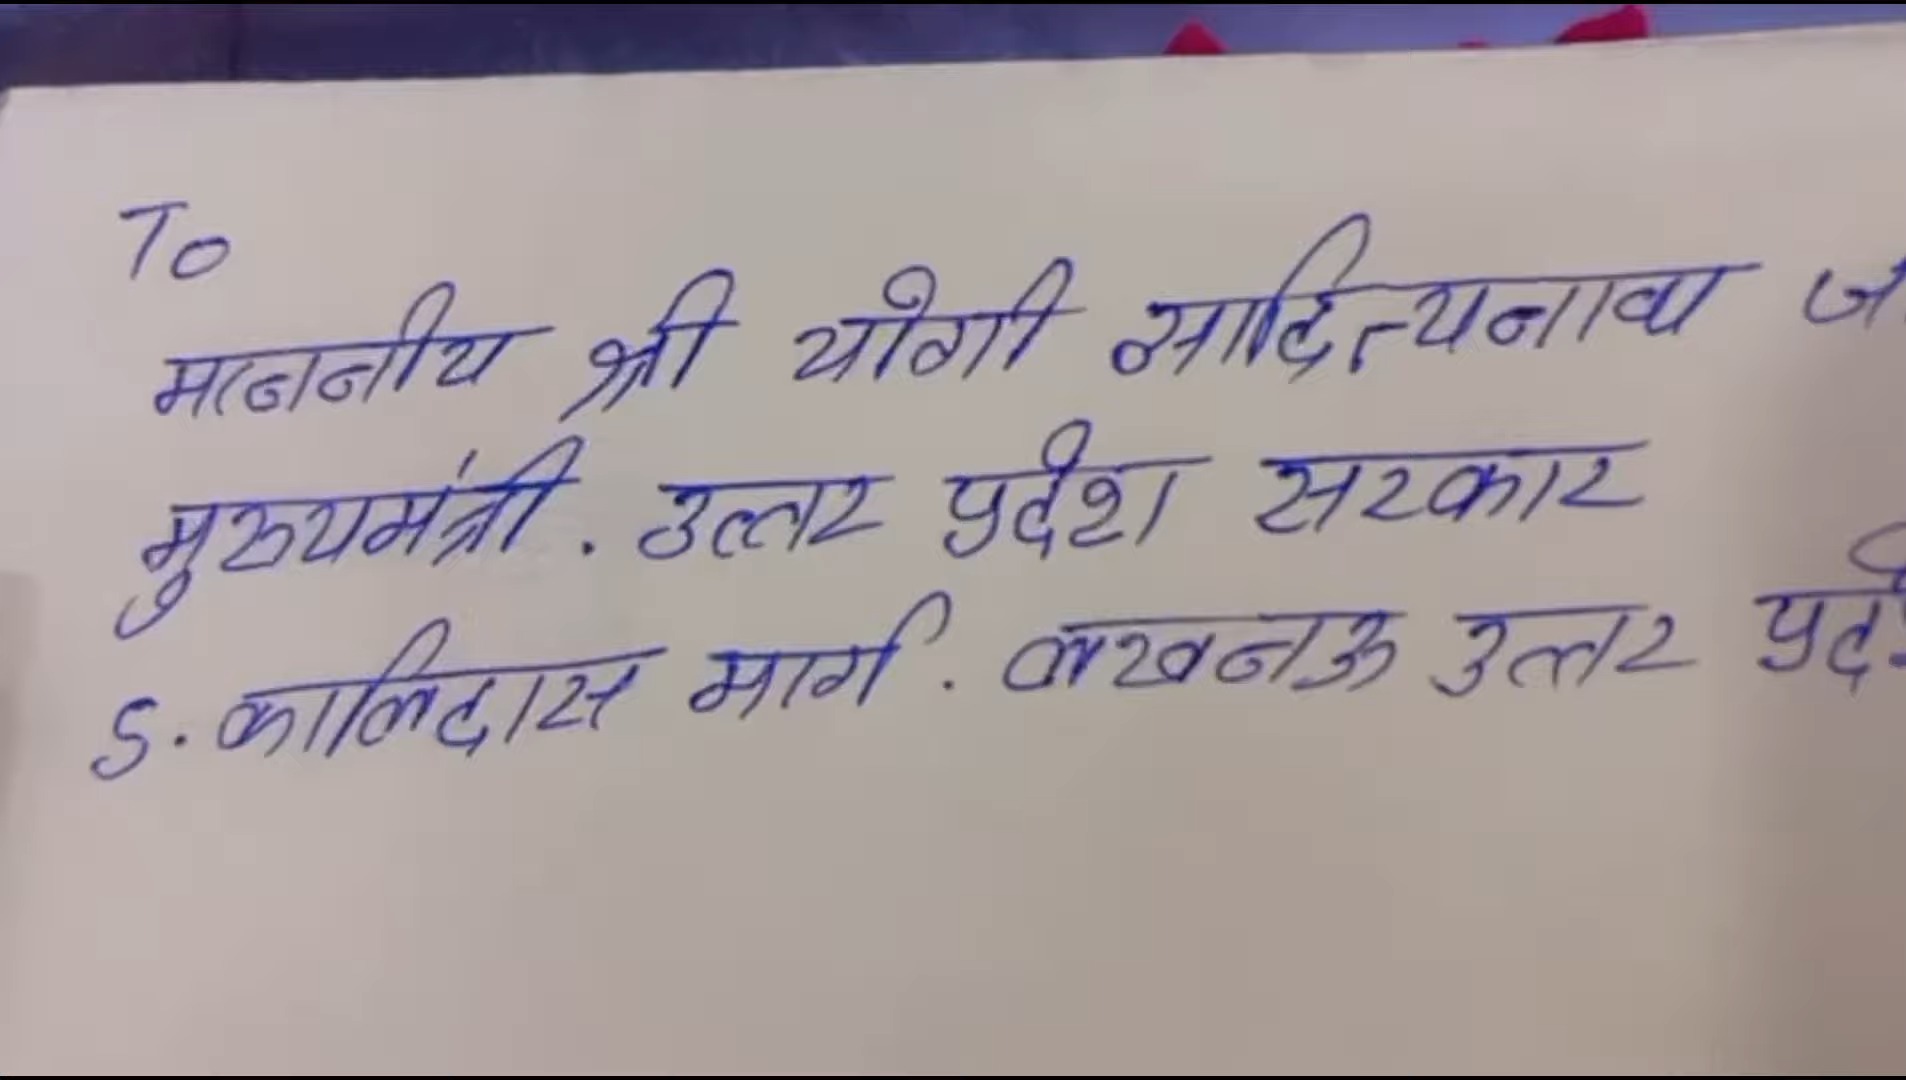 To
माननीय श्री योगी आदित्यनाथ
मुख्यमंत्री. उत्तर प्रदेश सरकार
5. कालिदास मार्ग. लखनऊ उत्तर